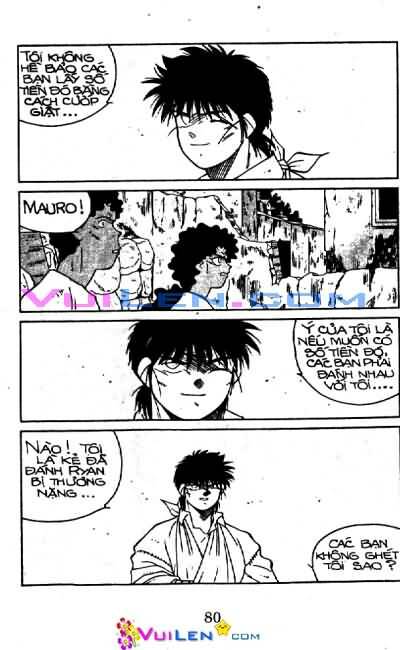 TÔI KHÔNG
HỀ BẢO CÁC
BẠN LẤY SỐ
TIỀN ĐÓ BẰNG
CÁCH CƯỚP
GIẬT...
MAURO!
VUILEN.COM
Ý CỦA TÔI LÀ
NẾU MUỐN CÓ
SỐ TIỀN ĐÓ,
CÁC BẠN PHẢI
ĐÁNH NHAU
VỚI TÔI....
NÀO! TÔI
LÀ KẺ ĐÃ
ĐÁNH RYAN
BỊ THƯƠNG
NẶNG...
CÁC BẠN
KHÔNG GHÉT
TÔI SAO?
80
VUILEN.COM